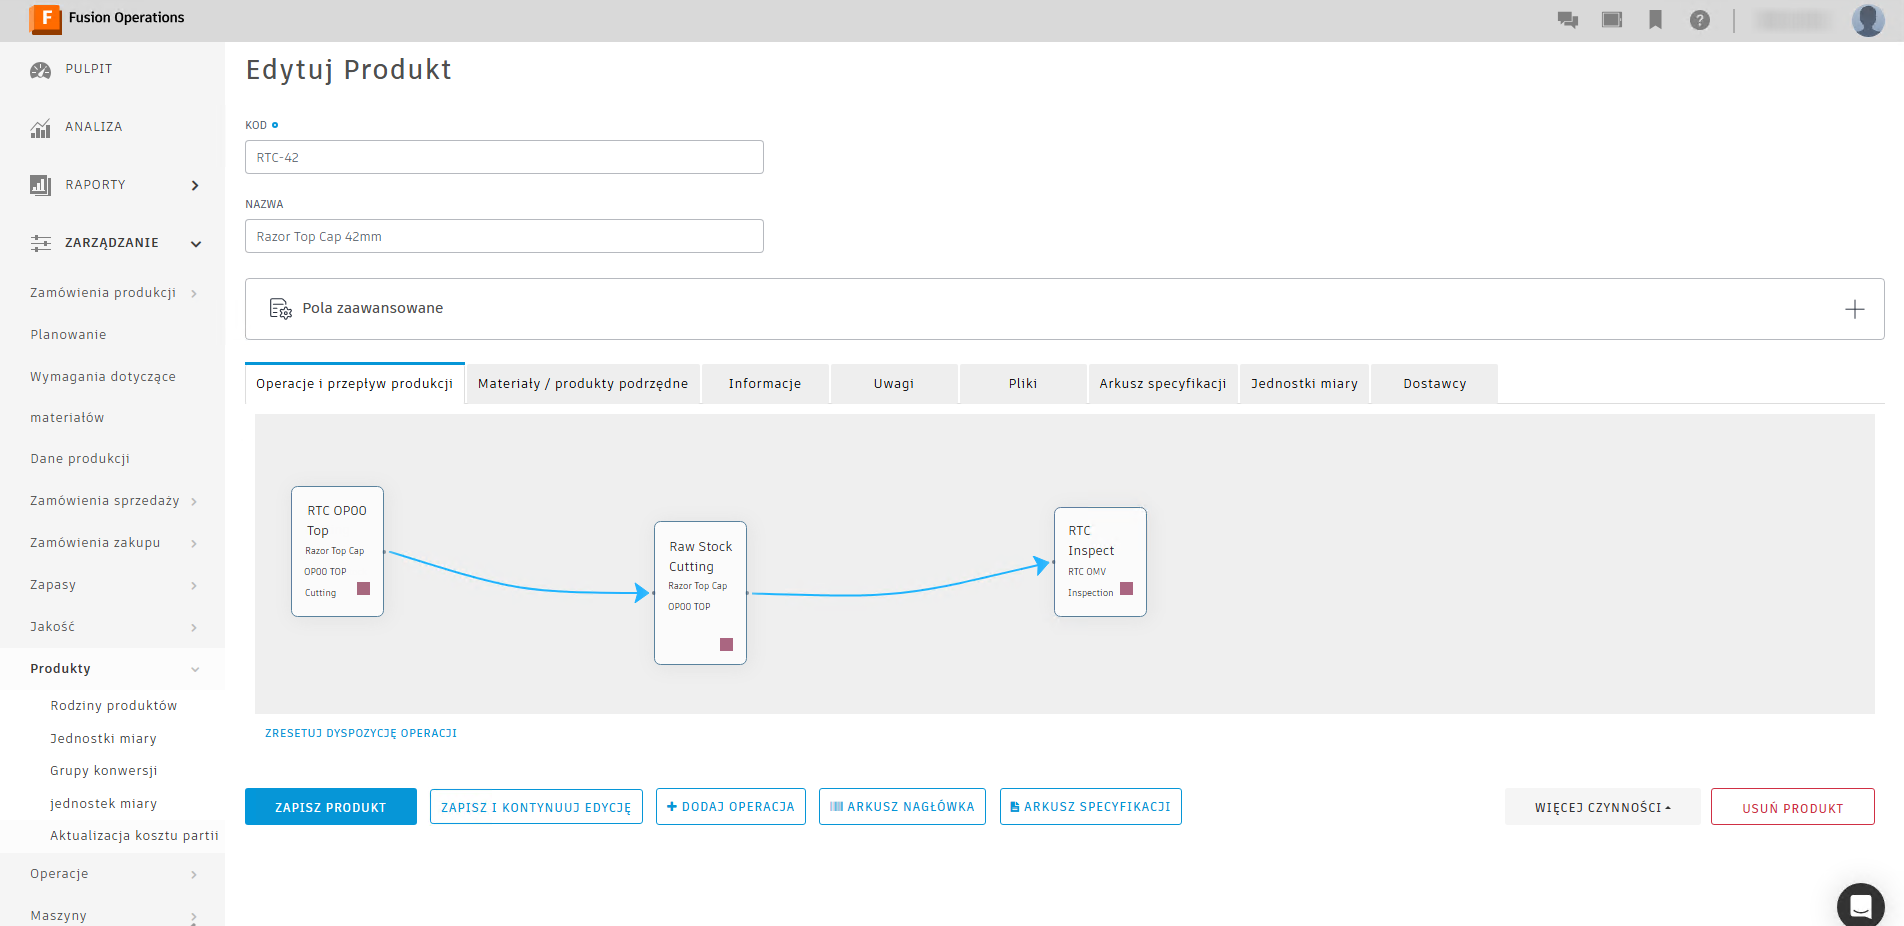 F Fusion Operations
PULPIT
ANALIZA
RAPORTY
ZARZĄDZANIE
Zamówienia produkcji
Planowanie
Wymagania dotyczące
materiałów
Dane produkcji
Zamówienia sprzedaży
Zamówienia zakupu
Zapasy
Jakość
Produkty
Rodziny produktów
Jednostki miary
Grupy konwersji
jednostek miary
Aktualizacja kosztu partii
Operacje
Maszyny
Edytuj Produkt
KOD
RTC-42
NAZWA
Razor Top Cap 42mm
Pola zaawansowane
Operacje i przepływ produkcji
Materiały / produkty podrzędne
Informacje
Uwagi
Pliki
Arkusz specyfikacji
Jednostki miary
Dostawcy
RTC OP00
Top
Razor Top Cap
OP00 TOP
Cutting
Raw Stock
Cutting
Razor Top Cap
OP00 TOP
RTC
Inspect
RTC OMV
Inspection
ZRESETUJ DYSPOZYCJĘ OPERACJI
ZAPISZ PRODUKT
ZAPISZ I KONTYNUUJ EDYCJĘ
+ DODAJ OPERACJA
ARKUSZ NAGŁÓWKA
ARKUSZ SPECYFIKACJI
WIĘCEJ CZYNNOŚCI
USUŃ PRODUKT